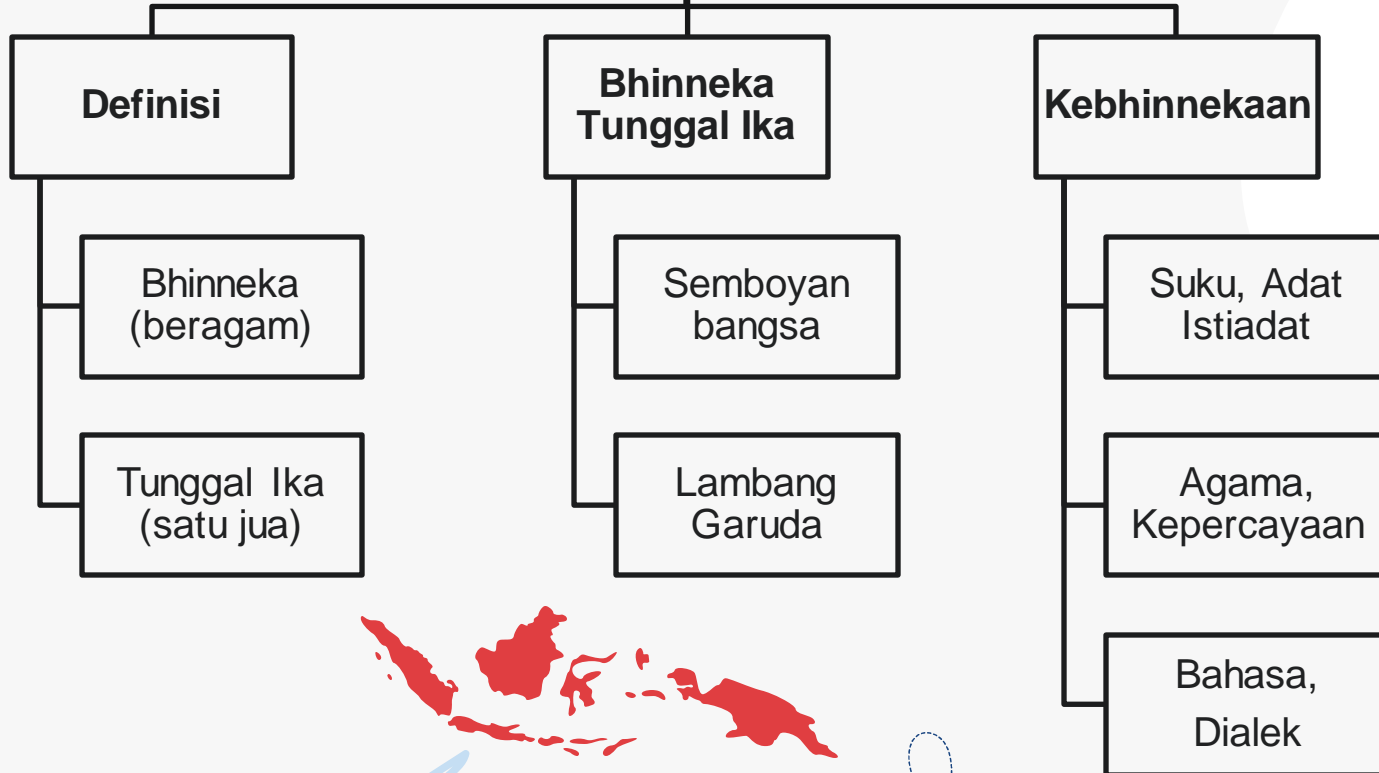 Definisi
Bhinneka
(beragam)
Tunggal Ika
(satu jua)
Bhinneka
Tunggal Ika
Semboyan
bangsa
Lambang
Garuda
Kebhinnekaan
Suku, Adat
Istiadat
Agama,
Kepercayaan
Bahasa,
Dialek